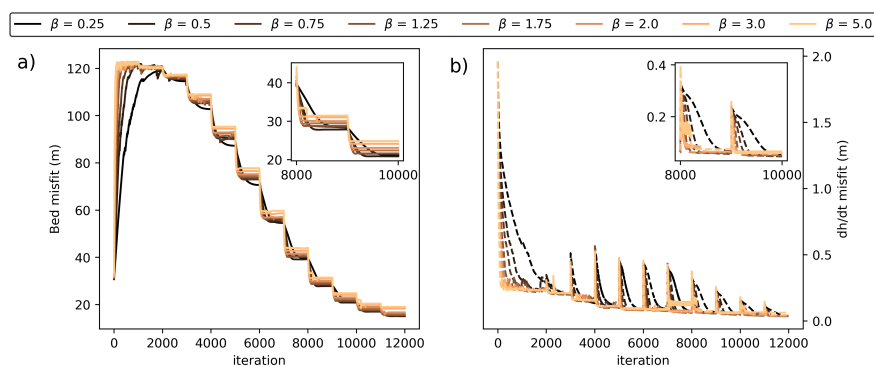 β = 0.25 β = 0.5 β = 0.75 β = 1.25 β = 1.75 β = 2.0 β = 3.0 β = 5.0
a)
Bed misfit (m)
120
100
80
60
40
20
0 2000 4000 6000 8000 10000 12000
iteration
40
30
20
8000 10000
b)
dh/dt misfit (m)
2.0
1.5
1.0
0.5
0.0
0 2000 4000 6000 8000 10000 12000
iteration
0.4
0.2
8000 10000